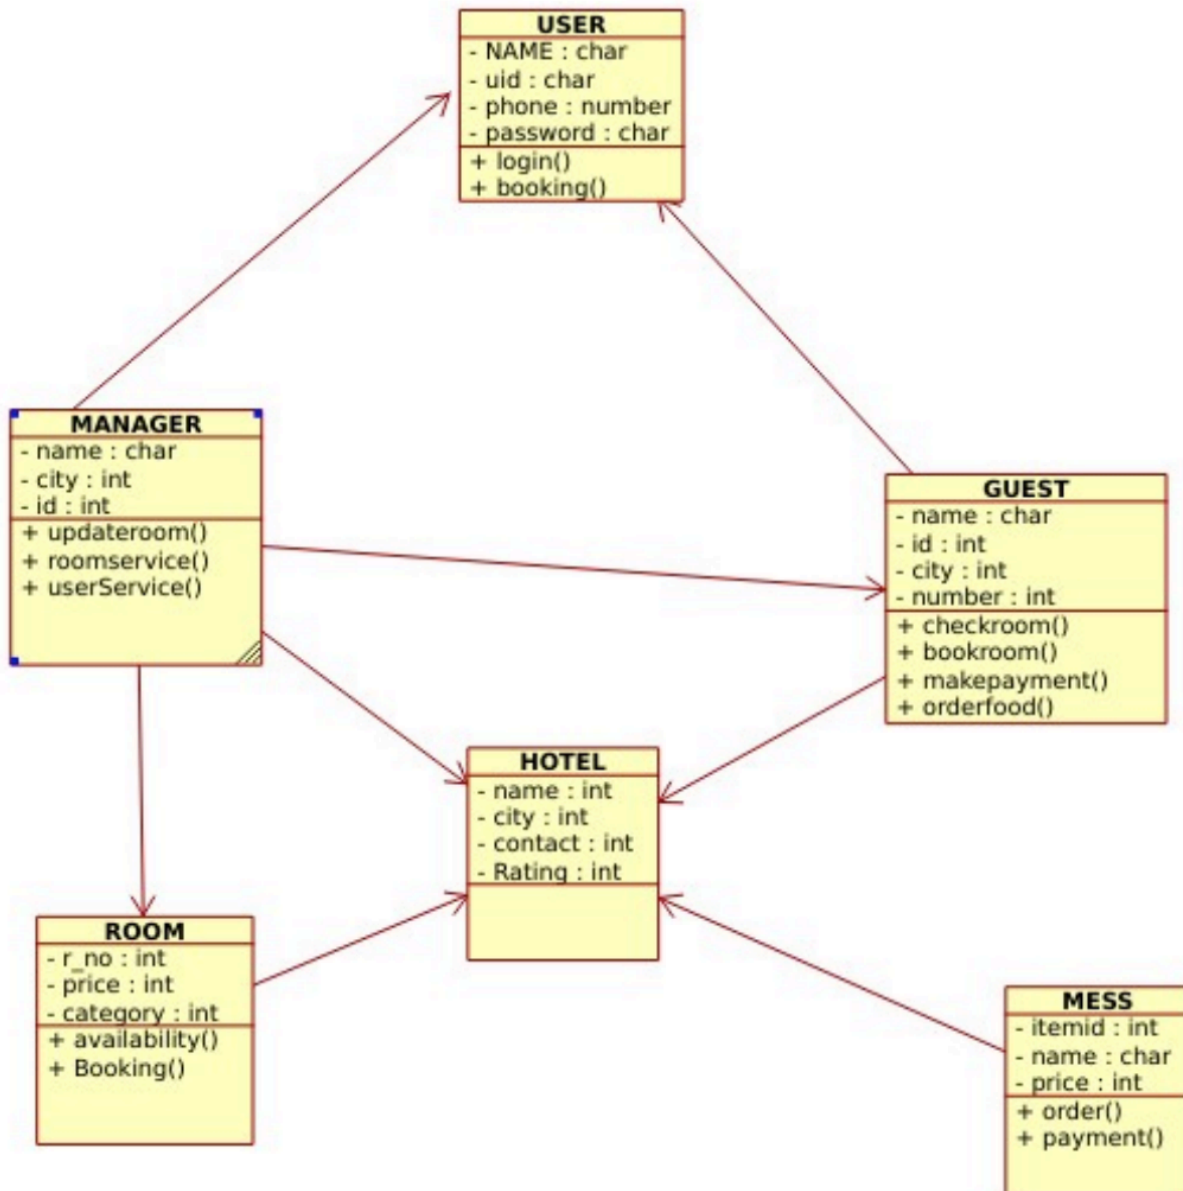 USER
- NAME : char
- uid : char
- phone : number
- password : char
+ login()
+ booking()
MANAGER
- name : char
- city : int
- id : int
+ updateroom()
+ roomservice()
+ userService()
GUEST
- name : char
- id : int
- city : int
- number : int
+ checkroom()
+ bookroom()
+ makepayment()
+ orderfood()
HOTEL
- name : int
- city : int
- contact : int
- Rating : int
ROOM
- r_no : int
- price : int
- category : int
+ availability()
+ Booking()
MESS
- itemid : int
- name : char
- price : int
+ order()
+ payment()